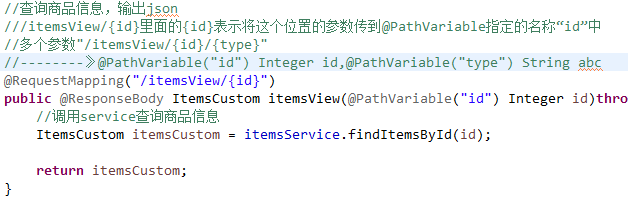 //查询商品信息，输出json
///itemsView/{id}里面的{id}表示将这个位置的参数传到@PathVariable指定的名称“id”中
//多个参数"/itemsView/{id}/{type}"
//--------》@PathVariable("id") Integer id,@PathVariable("type") String abc
@RequestMapping("/itemsView/{id}")
public @ResponseBody ItemsCustom itemsView(@PathVariable("id") Integer id)thro
//调用service查询商品信息
ItemsCustom itemsCustom = itemsService.findItemsById(id);
return itemsCustom;
}